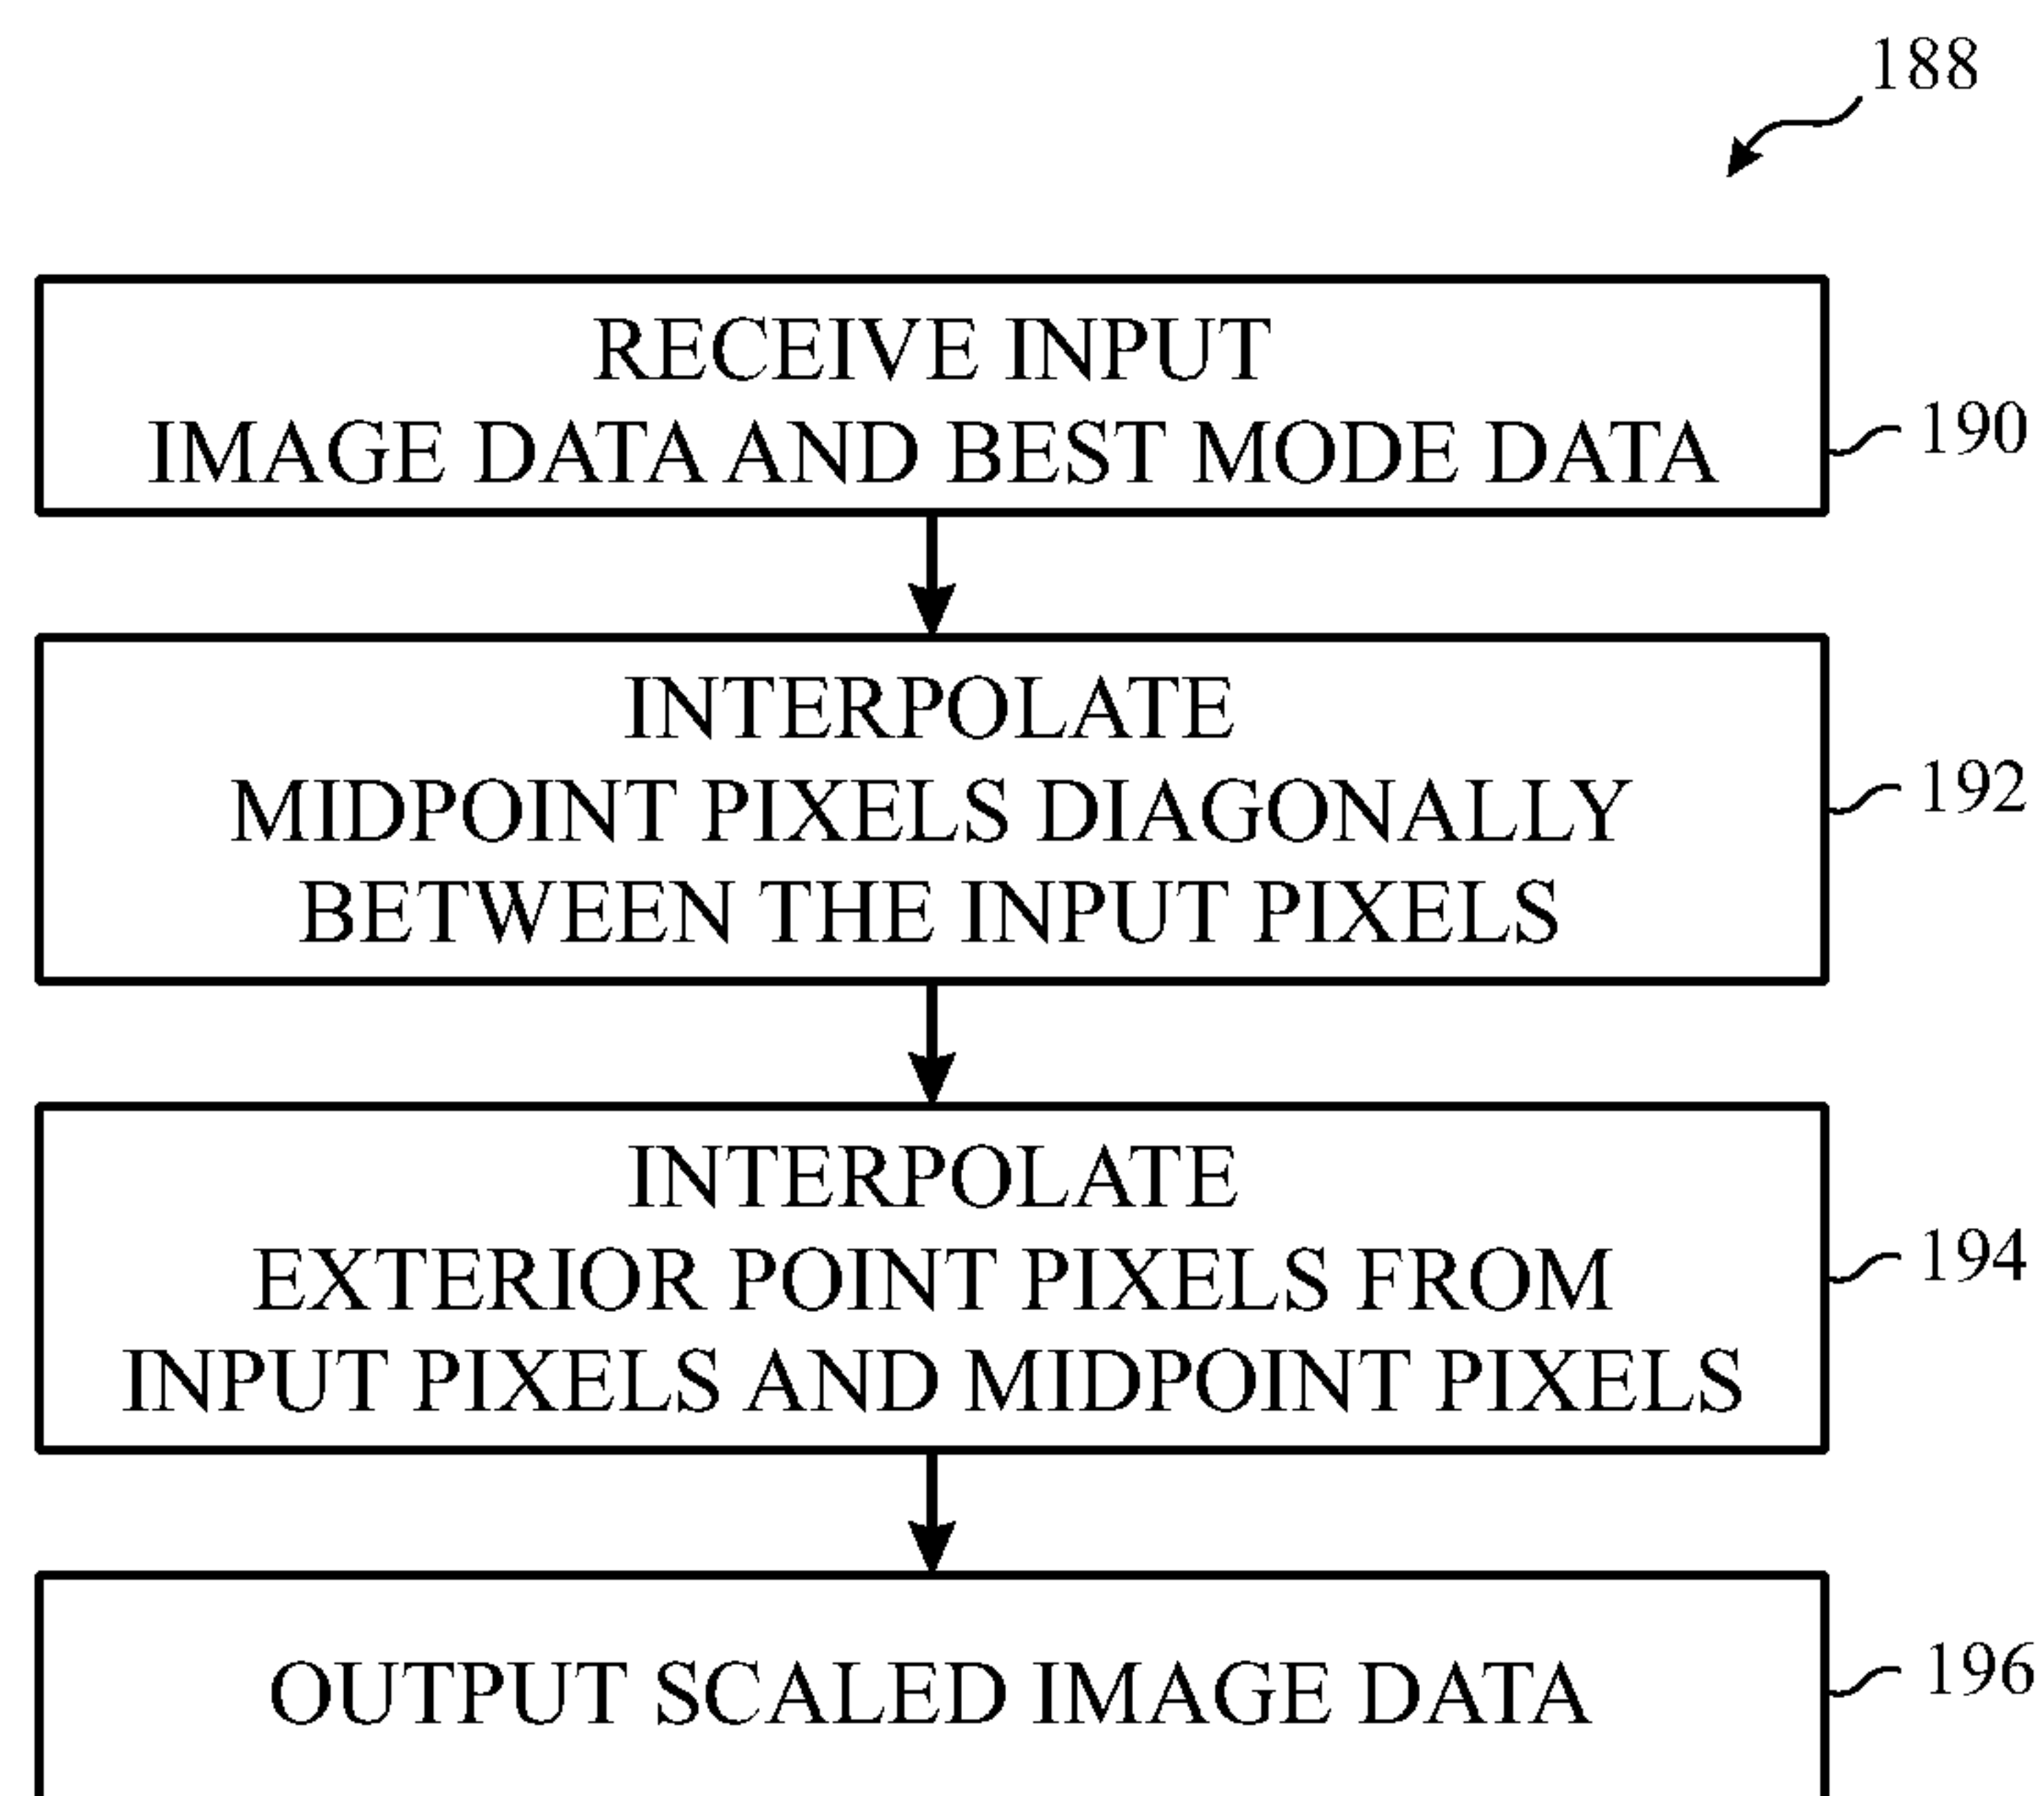 188
RECEIVE INPUT
IMAGE DATA AND BEST MODE DATA
190
INTERPOLATE
MIDPOINT PIXELS DIAGONALLY
BETWEEN THE INPUT PIXELS
192
INTERPOLATE
EXTERIOR POINT PIXELS FROM
INPUT PIXELS AND MIDPOINT PIXELS
194
OUTPUT SCALED IMAGE DATA
196